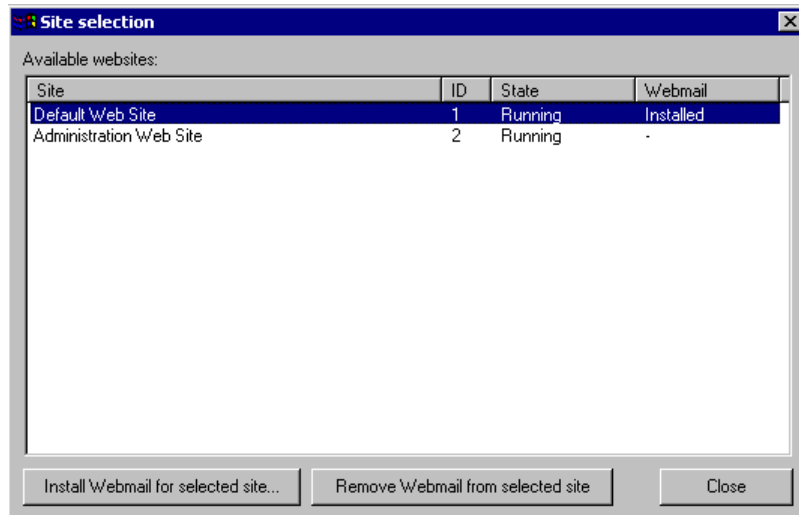 Site selection
Available websites:
Site ID State Webmail
Default Web Site 1 Running Installed
Administration Web Site 2 Running -
Install Webmail for selected site... Remove Webmail from selected site Close